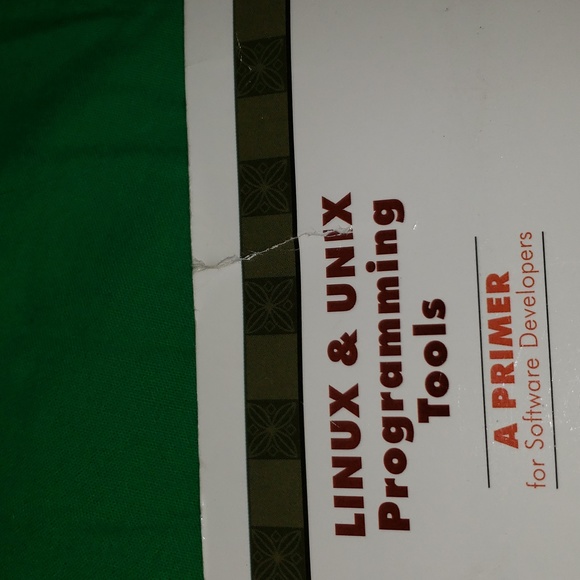 LINUX & UNIX
Programming
Tools
A PRIMER
for Software Developers